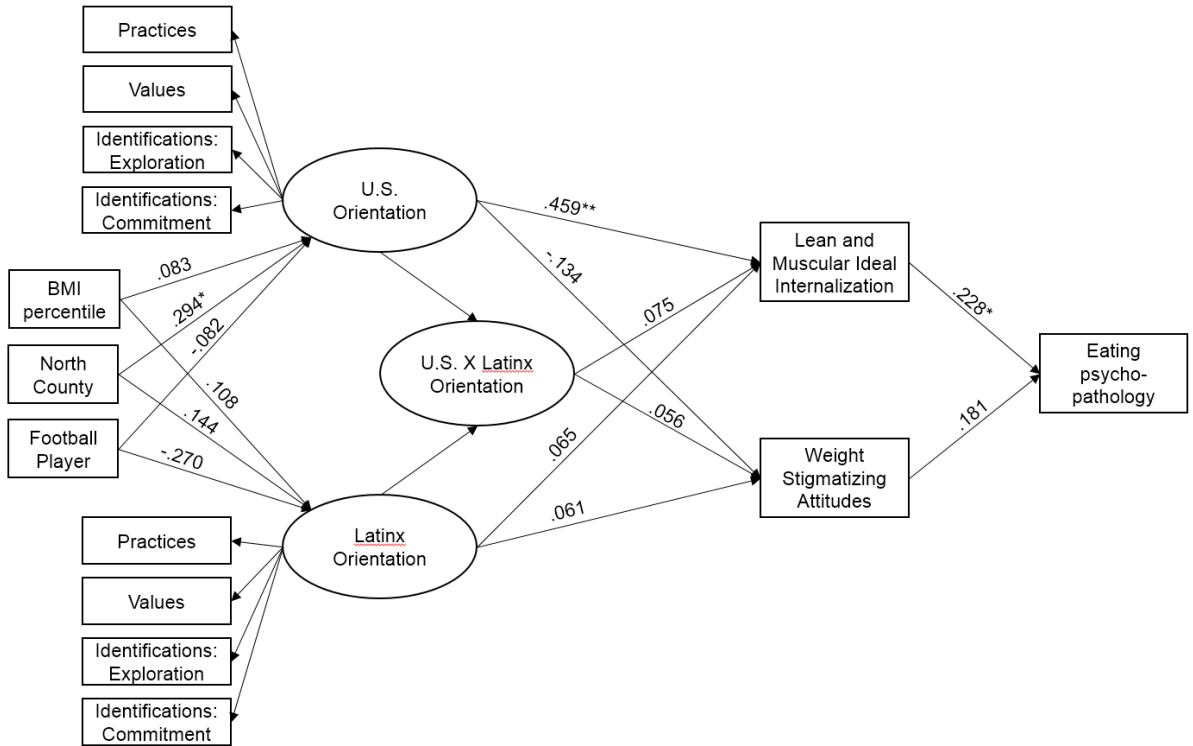 Practices
Values
Identifications:
Exploration
Identifications:
Commitment
U.S.
Orientation
.459**
-.134
Lean and
Muscular Ideal
Internalization
BMI
percentile
.083
.294*
-.082
North
County
.108
.144
Football
Player
-.270
U.S. X Latinx
Orientation
.075
.056
.228*
Eating
psycho-
pathology
.181
.065
.061
Weight
Stigmatizing
Attitudes
Latinx
Orientation
Practices
Values
Identifications:
Exploration
Identifications:
Commitment